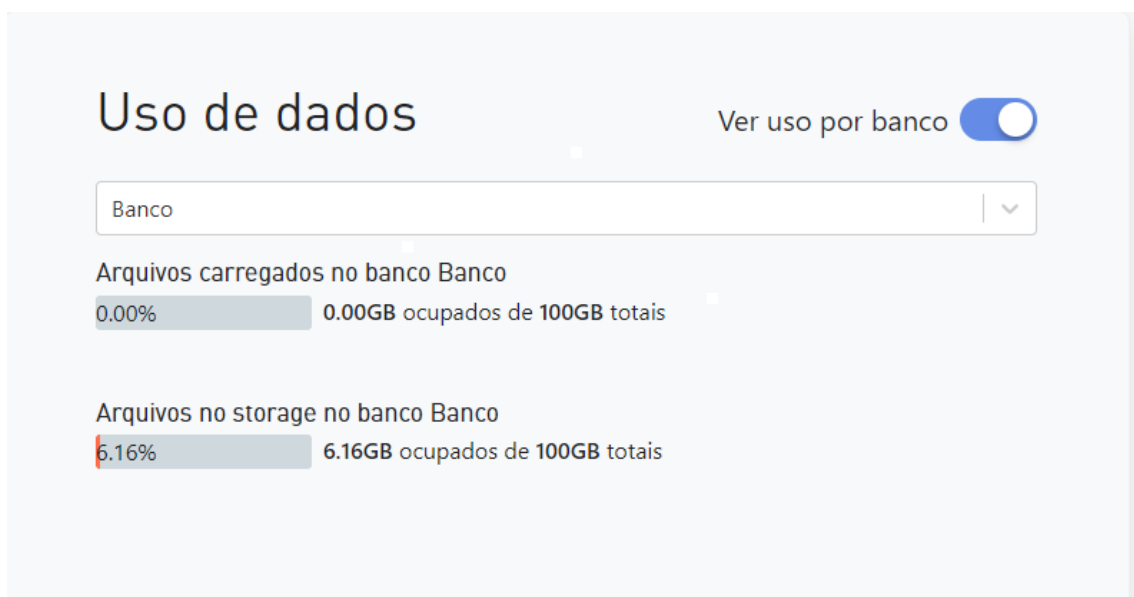 Uso de dados
Ver uso por banco
Banco
Arquivos carregados no banco Banco
0.00% 0.00GB ocupados de 100GB totais
Arquivos no storage no banco Banco
6.16% 6.16GB ocupados de 100GB totais